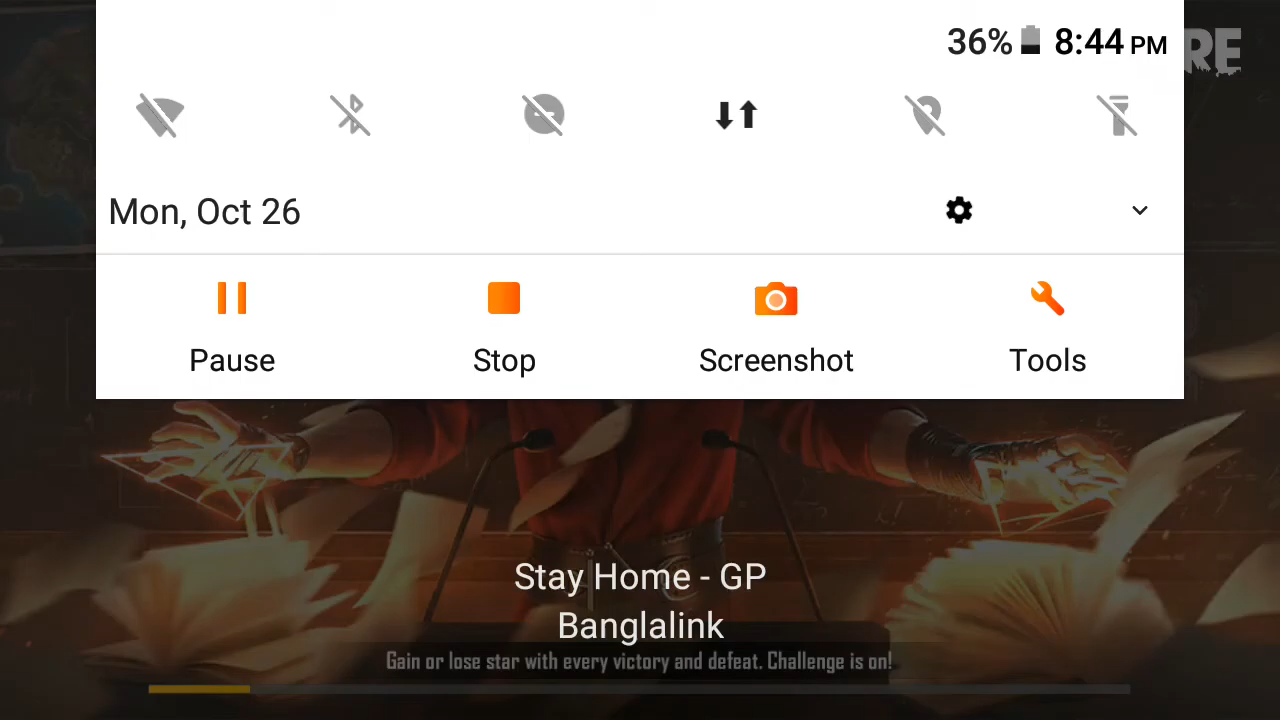 36% 8:44 PM
RE
Mon, Oct 26
Pause Stop Screenshot Tools
Stay Home - GP
Banglalink
Gain or lose star with every victory and defeat. Challenge is on!